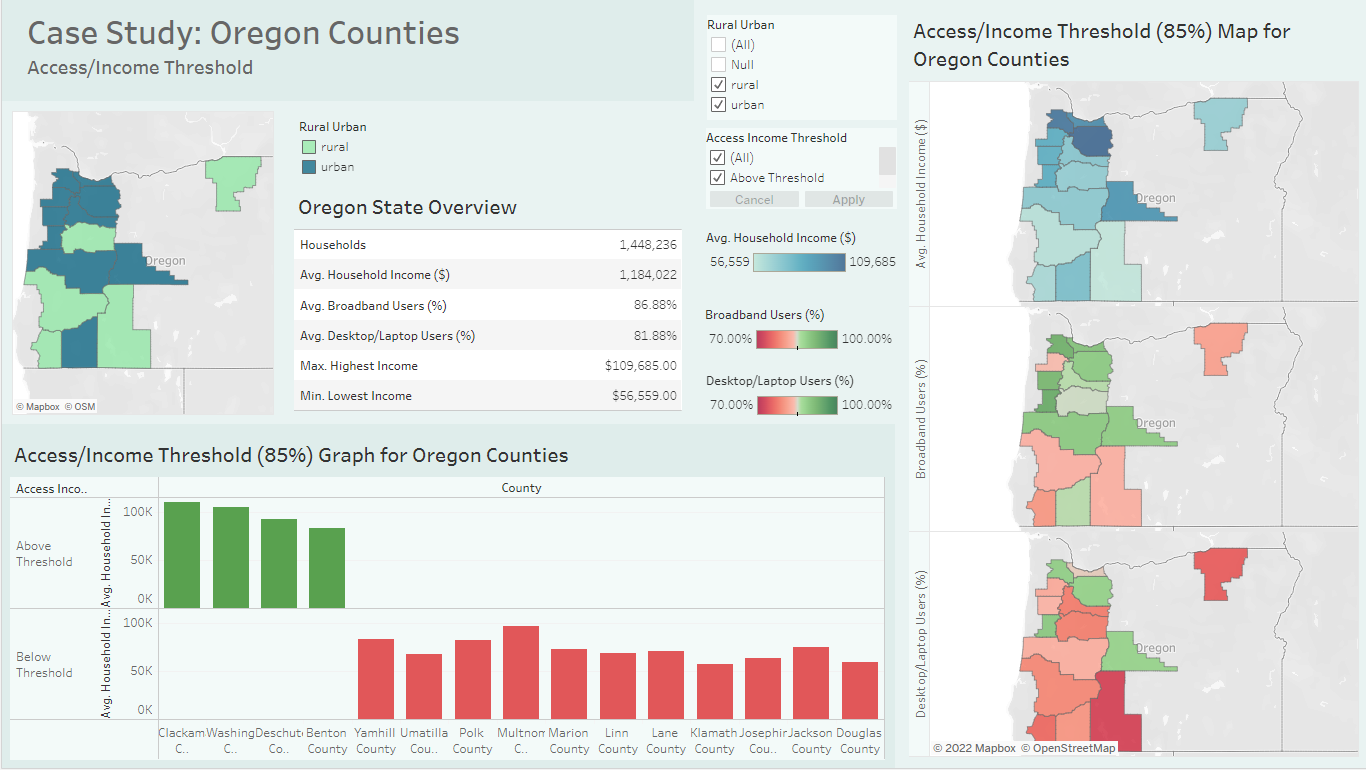 Case Study: Oregon Counties
Access/Income Threshold
© Mapbox © OSM
Oregon
Rural Urban
rural
urban
Oregon State Overview
Households 1,448,236
Avg. Household Income ($) 1,184,022
Avg. Broadband Users (%) 86.88%
Avg. Desktop/Laptop Users (%) 81.88%
Max. Highest Income $109,685.00
Min. Lowest Income $56,559.00
Rural Urban
(All)
Null
rural
urban
Access Income Threshold
(All)
Above Threshold
Cancel Apply
Avg. Household Income ($)
56,559 109,685
Broadband Users (%)
70.00% 100.00%
Desktop/Laptop Users (%)
70.00% 100.00%
Access/Income Threshold (85%) Map for
Oregon Counties
Avg. Household Income ($)
Oregon
Broadband Users (%)
Oregon
Desktop/Laptop Users (%)
Oregon
© 2022 Mapbox © OpenStreetMap
Access/Income Threshold (85%) Graph for Oregon Counties
Access Inco..
County
Above
Threshold
Avg. Household In...
100K
50K
0K
Below
Threshold
Avg. Household In...
100K
50K
0K
Clackam
C..
Washing
C..
Deschut
Co..
Benton
County
Yamhill
County
Umatilla
Cou..
Polk
County
Multnom
C..
Marion
County
Linn
County
Lane
County
Klamath
County
Josephir
Cou..
Jackson
County
Douglas
County